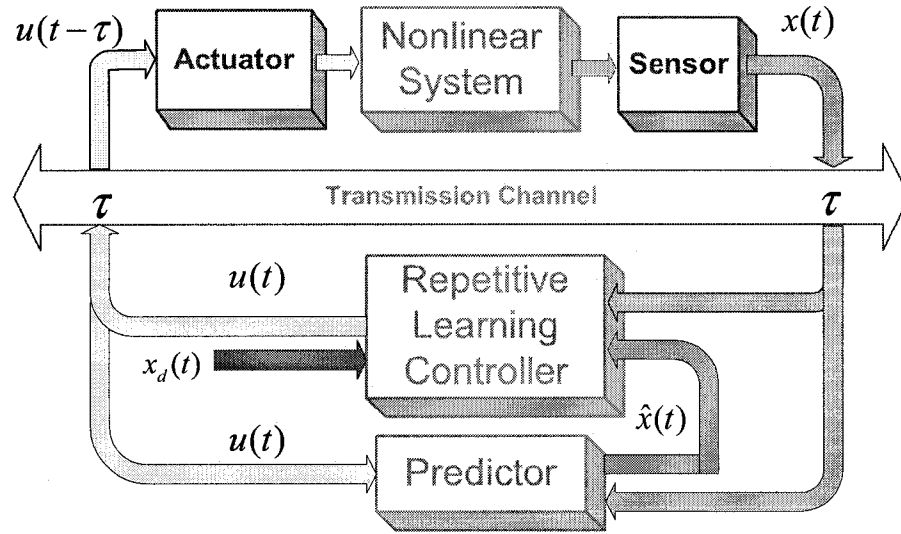 u(t − τ)
Actuator
Nonlinear
System
Sensor
x(t)
Transmission Channel
τ
τ
u(t)
Repetitive
Learning
Controller
x_d(t)
u(t)
x̂(t)
Predictor